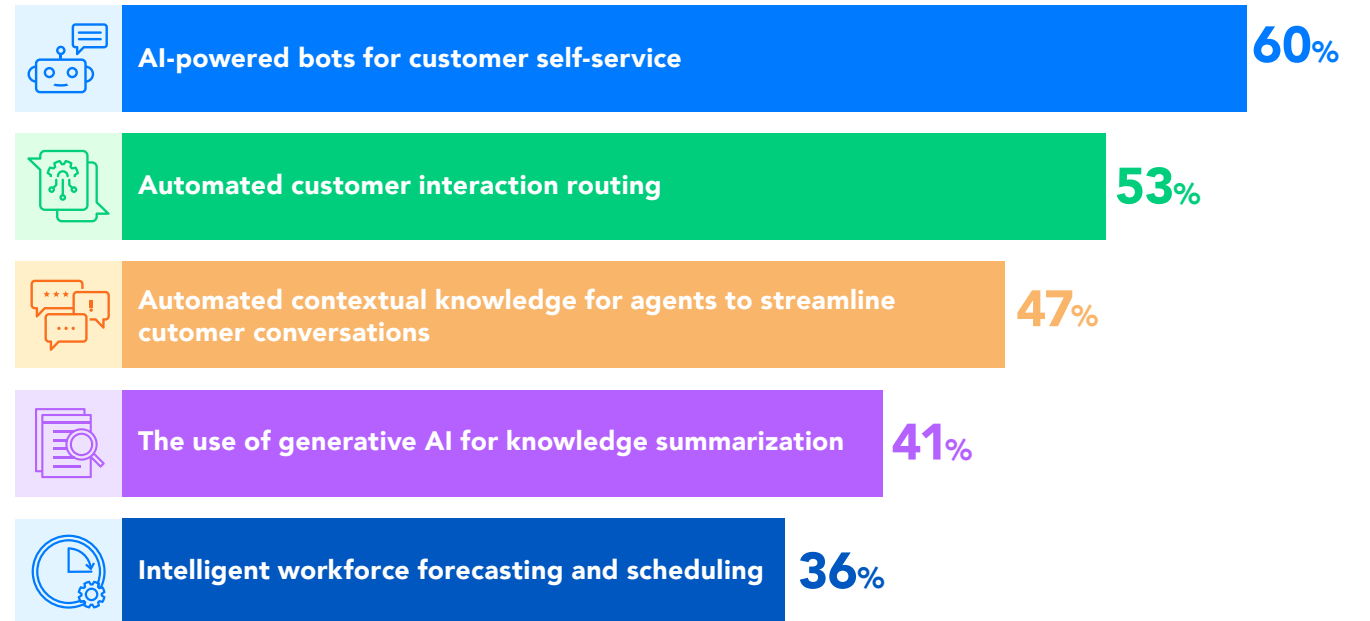 AI-powered bots for customer self-service
60%
Automated customer interaction routing
53%
Automated contextual knowledge for agents to streamline
cutomer conversations
47%
The use of generative AI for knowledge summarization
41%
Intelligent workforce forecasting and scheduling
36%